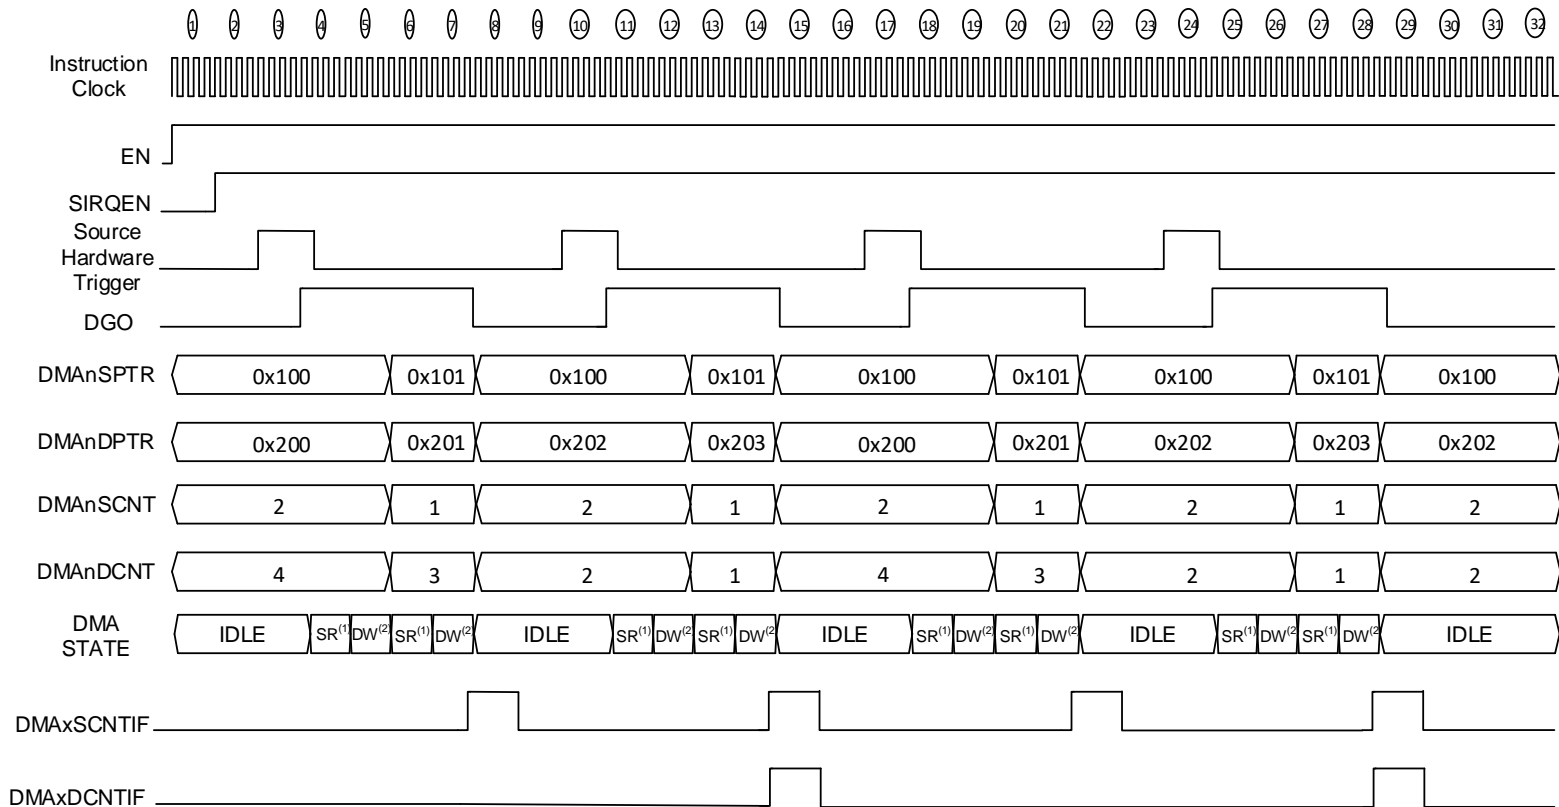 1 2 3 4 5 6 7 8 9 10 11 12 13 14 15 16 17 18 19 20 21 22 23 24 25 26 27 28 29 30 31 32
Instruction
Clock
EN
SIRQEN
Source
Hardware
Trigger
DGO
DMAnSPTR 0x100 0x101 0x100 0x101 0x100 0x101 0x100 0x101 0x100
DMAnDPTR 0x200 0x201 0x202 0x203 0x200 0x201 0x202 0x203 0x202
DMAnSCNT 2 1 2 1 2 1 2 1 2
DMAnDCNT 4 3 2 1 4 3 2 1 2
DMA
STATE
IDLE SR(1) DW(2) SR(1) DW(2) IDLE SR(1) DW(2) SR(1) DW(2 IDLE SR(1) DW(2) SR(1) DW(2) IDLE SR(1) DW(2 SR(1) DW(2 IDLE
DMAxSCNTIF
DMAxDCNTIF